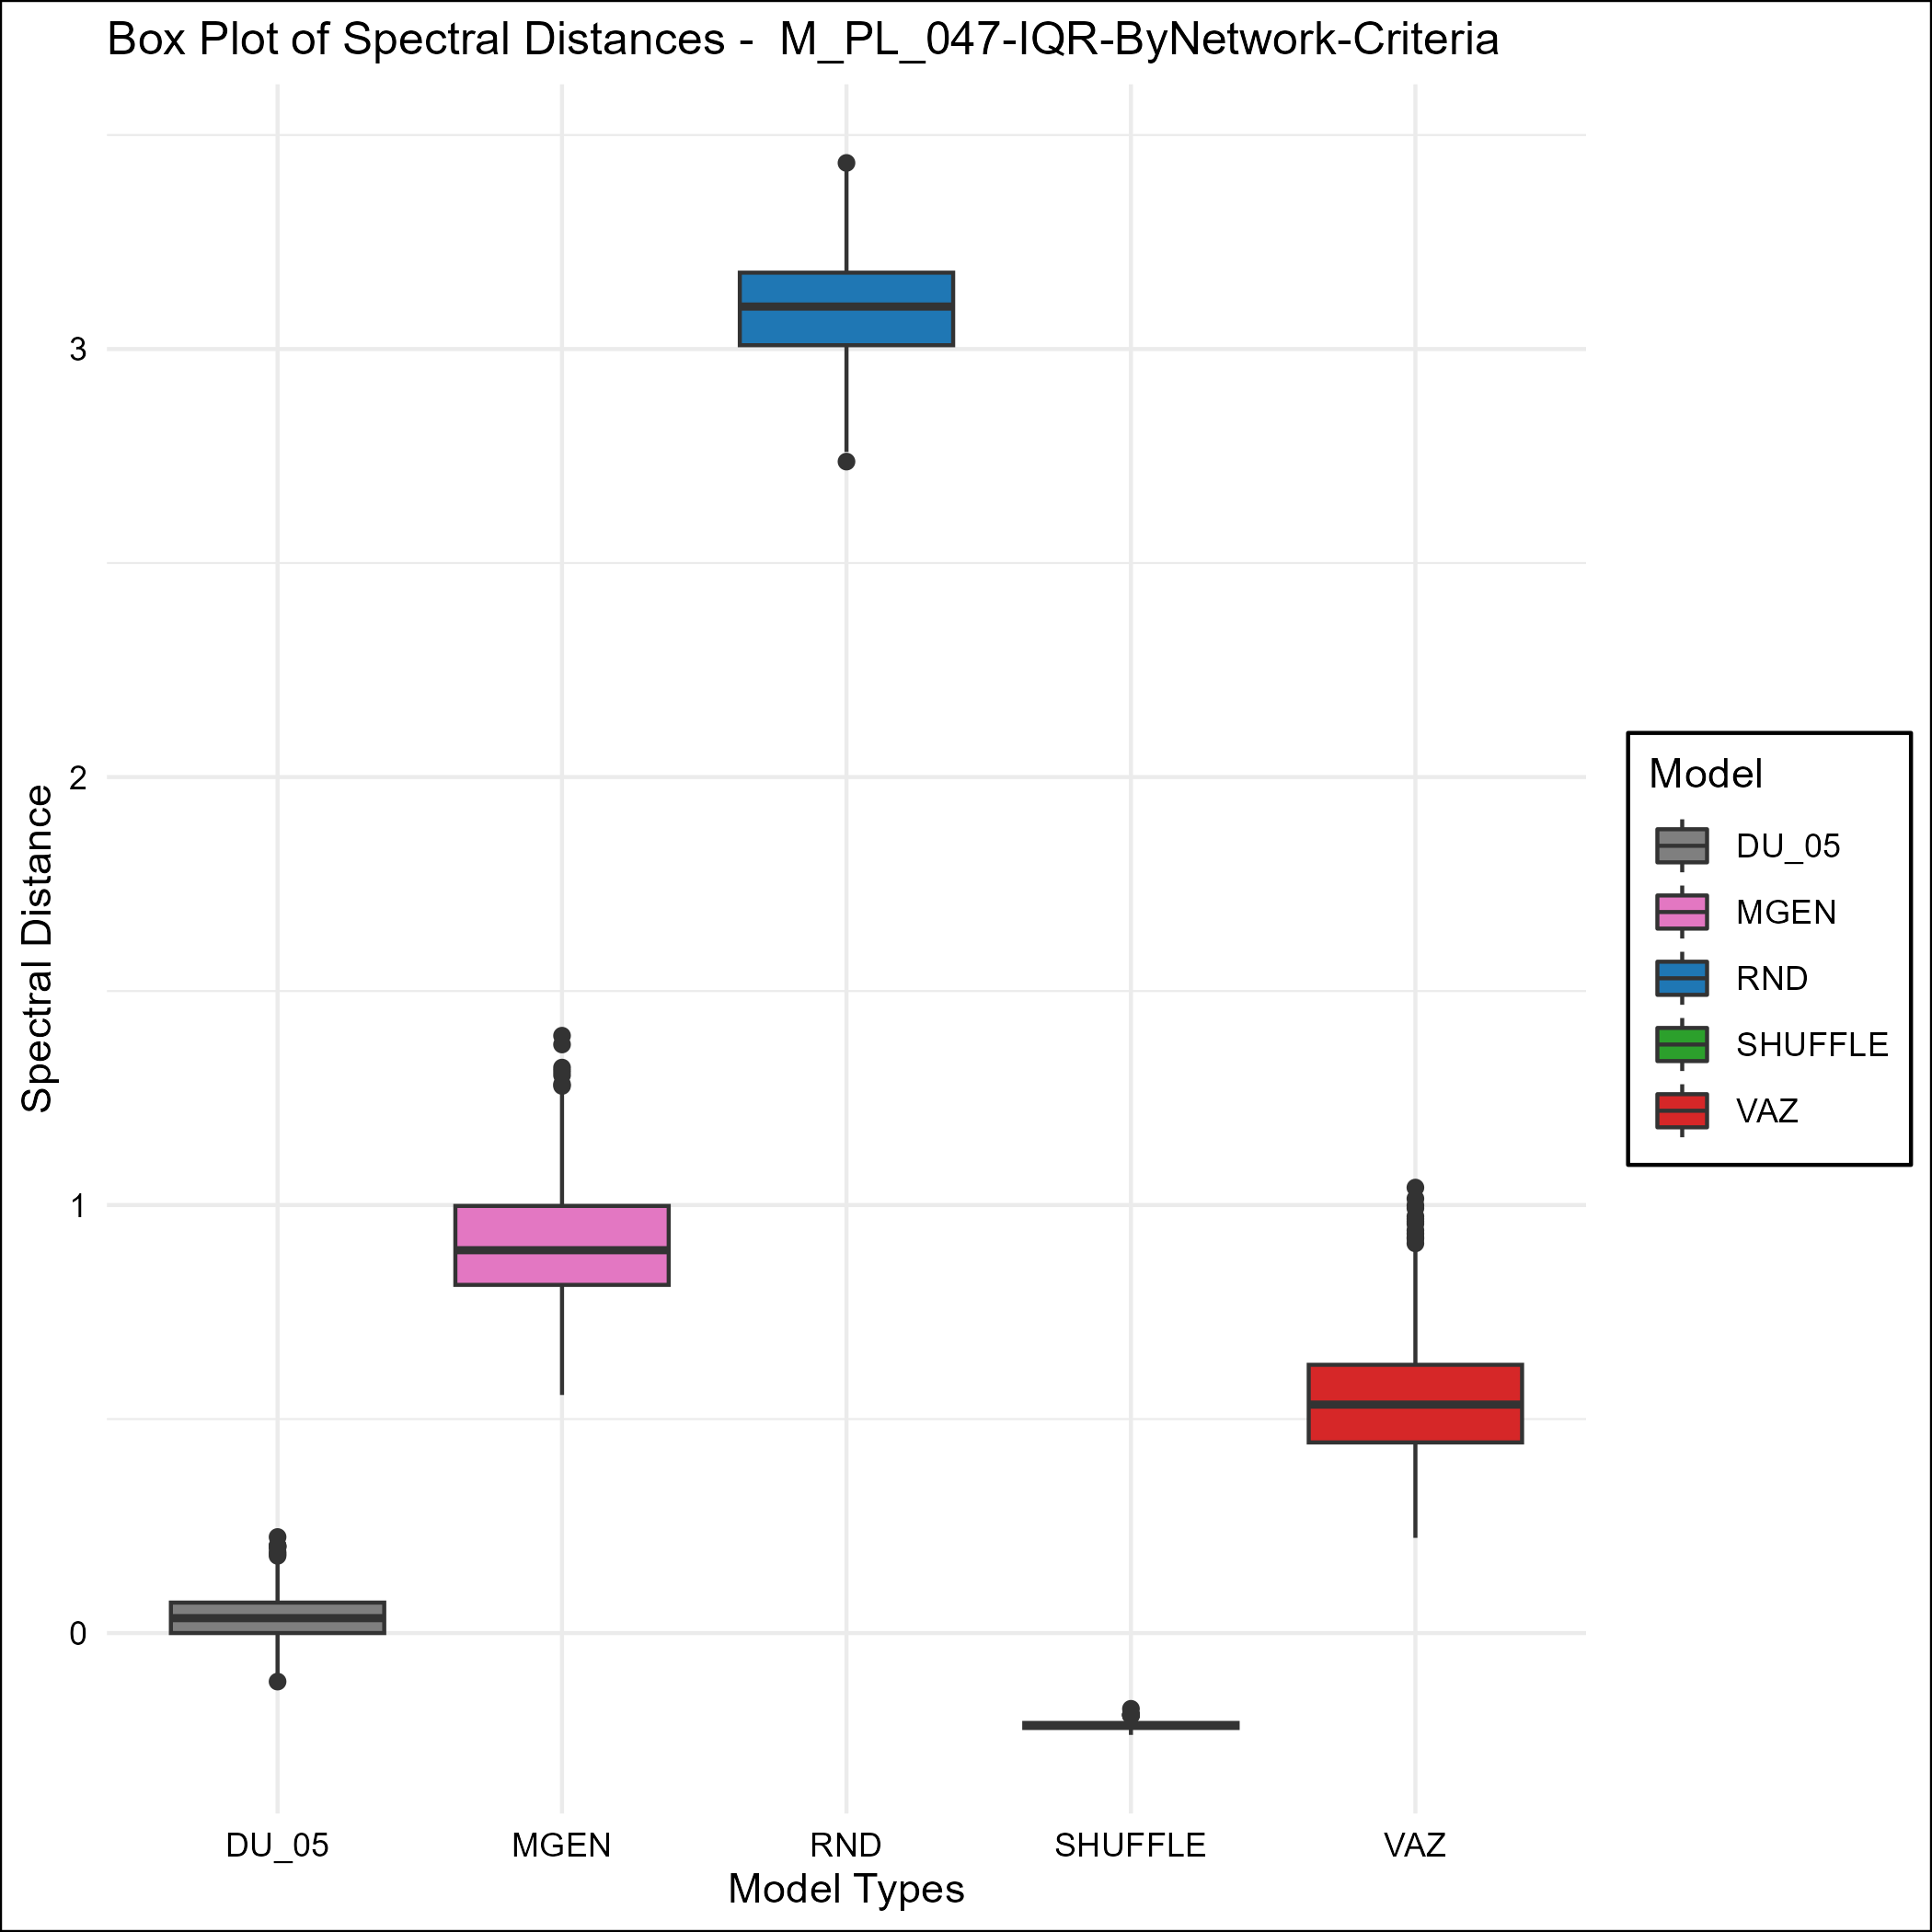 Box Plot of Spectral Distances -  M_PL_047-IQR-ByNetwork-Criteria
Spectral Distance
3
2
1
0
DU_05
MGEN
RND
SHUFFLE
VAZ
Model Types
Model
DU_05
MGEN
RND
SHUFFLE
VAZ